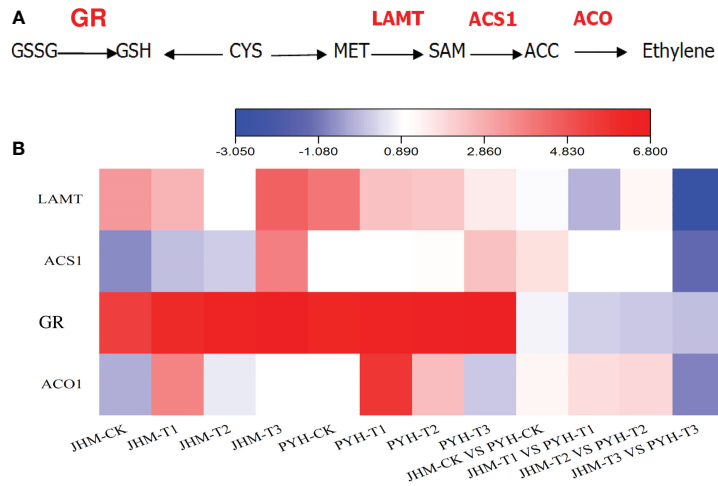 A
GR LAMT ACS1 ACO
GSSG GSH CYS MET SAM ACC Ethylene
-3.050 -1.080 0.890 2.860 4.830 6.800
B
LAMT
ACS1
GR
ACO1
JHM-CK
JHM-T1
JHM-T2
JHM-T3
PYH-CK
PYH-T1
PYH-T2
PYH-T3
JHM-CK VS PYH-CK
JHM-T1 VS PYH-T1
JHM-T2 VS PYH-T2
JHM-T3 VS PYH-T3